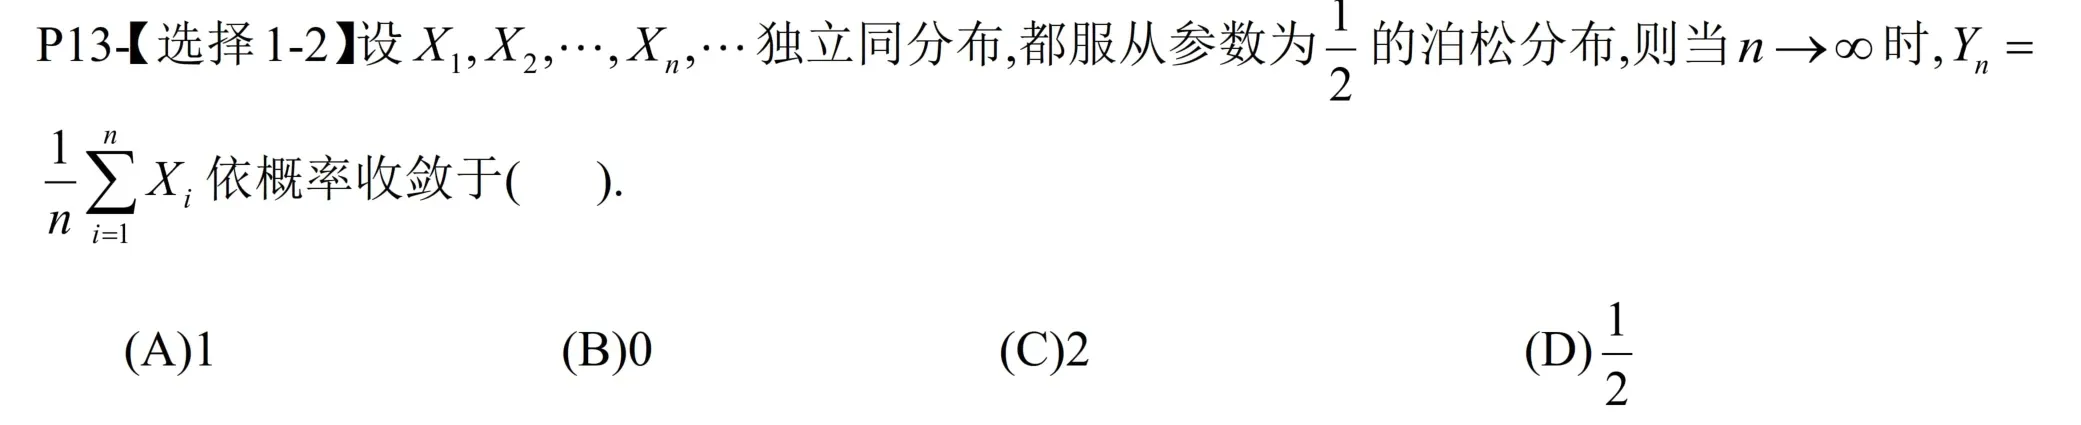 P13-【选择1-2】设 $X_1, X_2, \cdots, X_n, \cdots$ 独立同分布,都服从参数为 $\frac{1}{2}$ 的泊松分布,则当 $n \to \infty$ 时, $Y_n =$
$\frac{1}{n}\sum_{i=1}^{n} X_i$ 依概率收敛于(  ).
(A)1 (B)0 (C)2 (D)$\frac{1}{2}$